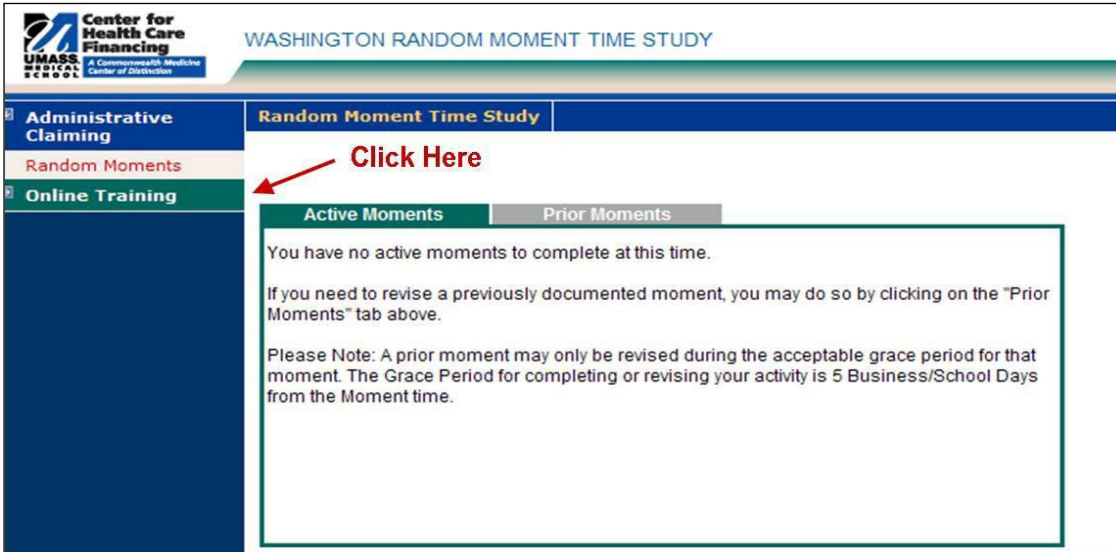 Center for
Health Care
Financing
UMASS
MEDICAL
SCHOOL
A Commonwealth Medicine
Center of Distinction
WASHINGTON RANDOM MOMENT TIME STUDY
Administrative
Claiming
Random Moments
Online Training
Random Moment Time Study
Click Here
Active Moments
Prior Moments
You have no active moments to complete at this time.
If you need to revise a previously documented moment, you may do so by clicking on the "Prior
Moments" tab above.
Please Note: A prior moment may only be revised during the acceptable grace period for that
moment. The Grace Period for completing or revising your activity is 5 Business/School Days
from the Moment time.